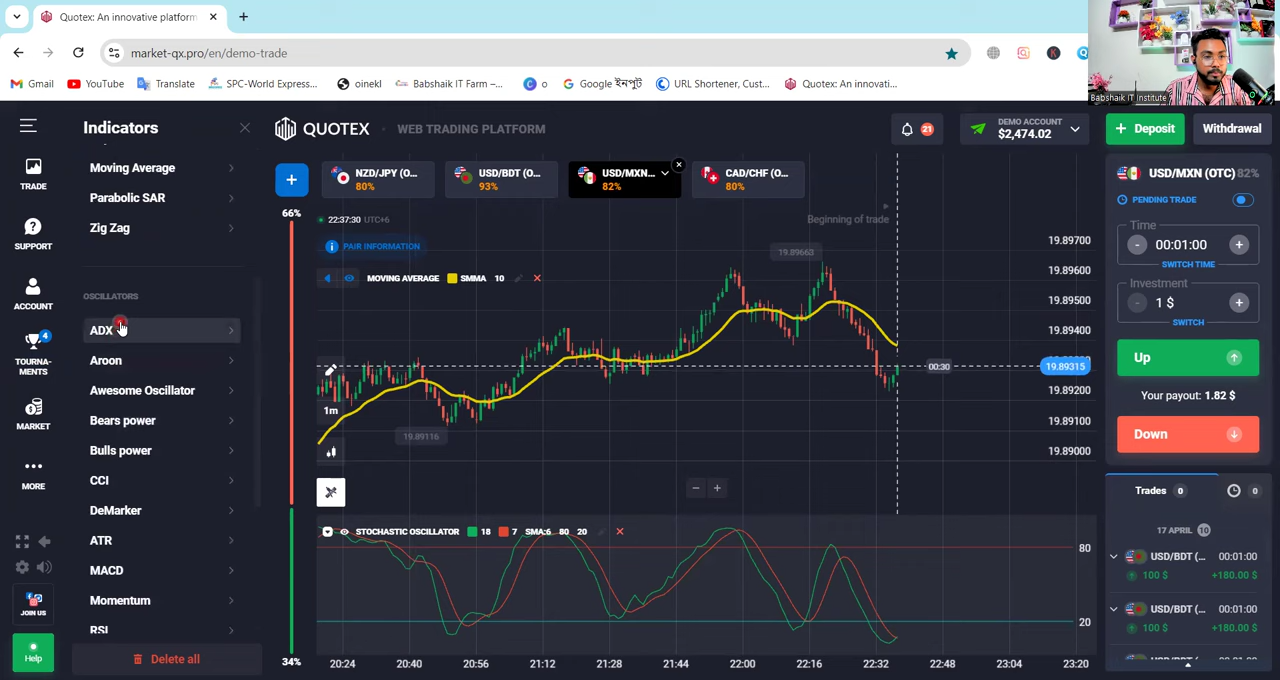 Quotex: An innovative platform
market-qx.pro/en/demo-trade
Gmail
YouTube
Translate
SPC-World Express...
oinekl
Babshaik IT Farm –...
o
Google ইনপুট
URL Shortener, Cust...
Quotex: An innovati...
Babshaik IT Institute
Indicators
QUOTEX
WEB TRADING PLATFORM
21
DEMO ACCOUNT
$2,474.02
Deposit
Withdrawal
TRADE
SUPPORT
ACCOUNT
4
TOURNA-
MENTS
MARKET
MORE
JOIN US
Help
Moving Average
Parabolic SAR
Zig Zag
OSCILLATORS
ADX
Aroon
Awesome Oscillator
Bears power
Bulls power
CCI
DeMarker
ATR
MACD
Momentum
RSI
Delete all
NZD/JPY (O...
80%
USD/BDT (O...
93%
USD/MXN...
82%
CAD/CHF (O...
80%
66%
34%
22:37:30 UTC+6
PAIR INFORMATION
MOVING AVERAGE SMMA 10
Beginning of trade
19.89663
19.89116
1m
00:30
19.89700
19.89600
19.89500
19.89400
19.89315
19.89200
19.89100
19.89000
STOCHASTIC OSCILLATOR 18 7 SMA:6 80 20
80
20
20:24 20:40 20:56 21:12 21:28 21:44 22:00 22:16 22:32 22:48 23:04 23:20
USD/MXN (OTC) 82%
PENDING TRADE
Time
00:01:00
SWITCH TIME
Investment
1 $
SWITCH
Up
Your payout: 1.82 $
Down
Trades 0
0
17 APRIL 10
USD/BDT (... 00:01:00
100 $ +180.00 $
USD/BDT (... 00:01:00
100 $ +180.00 $